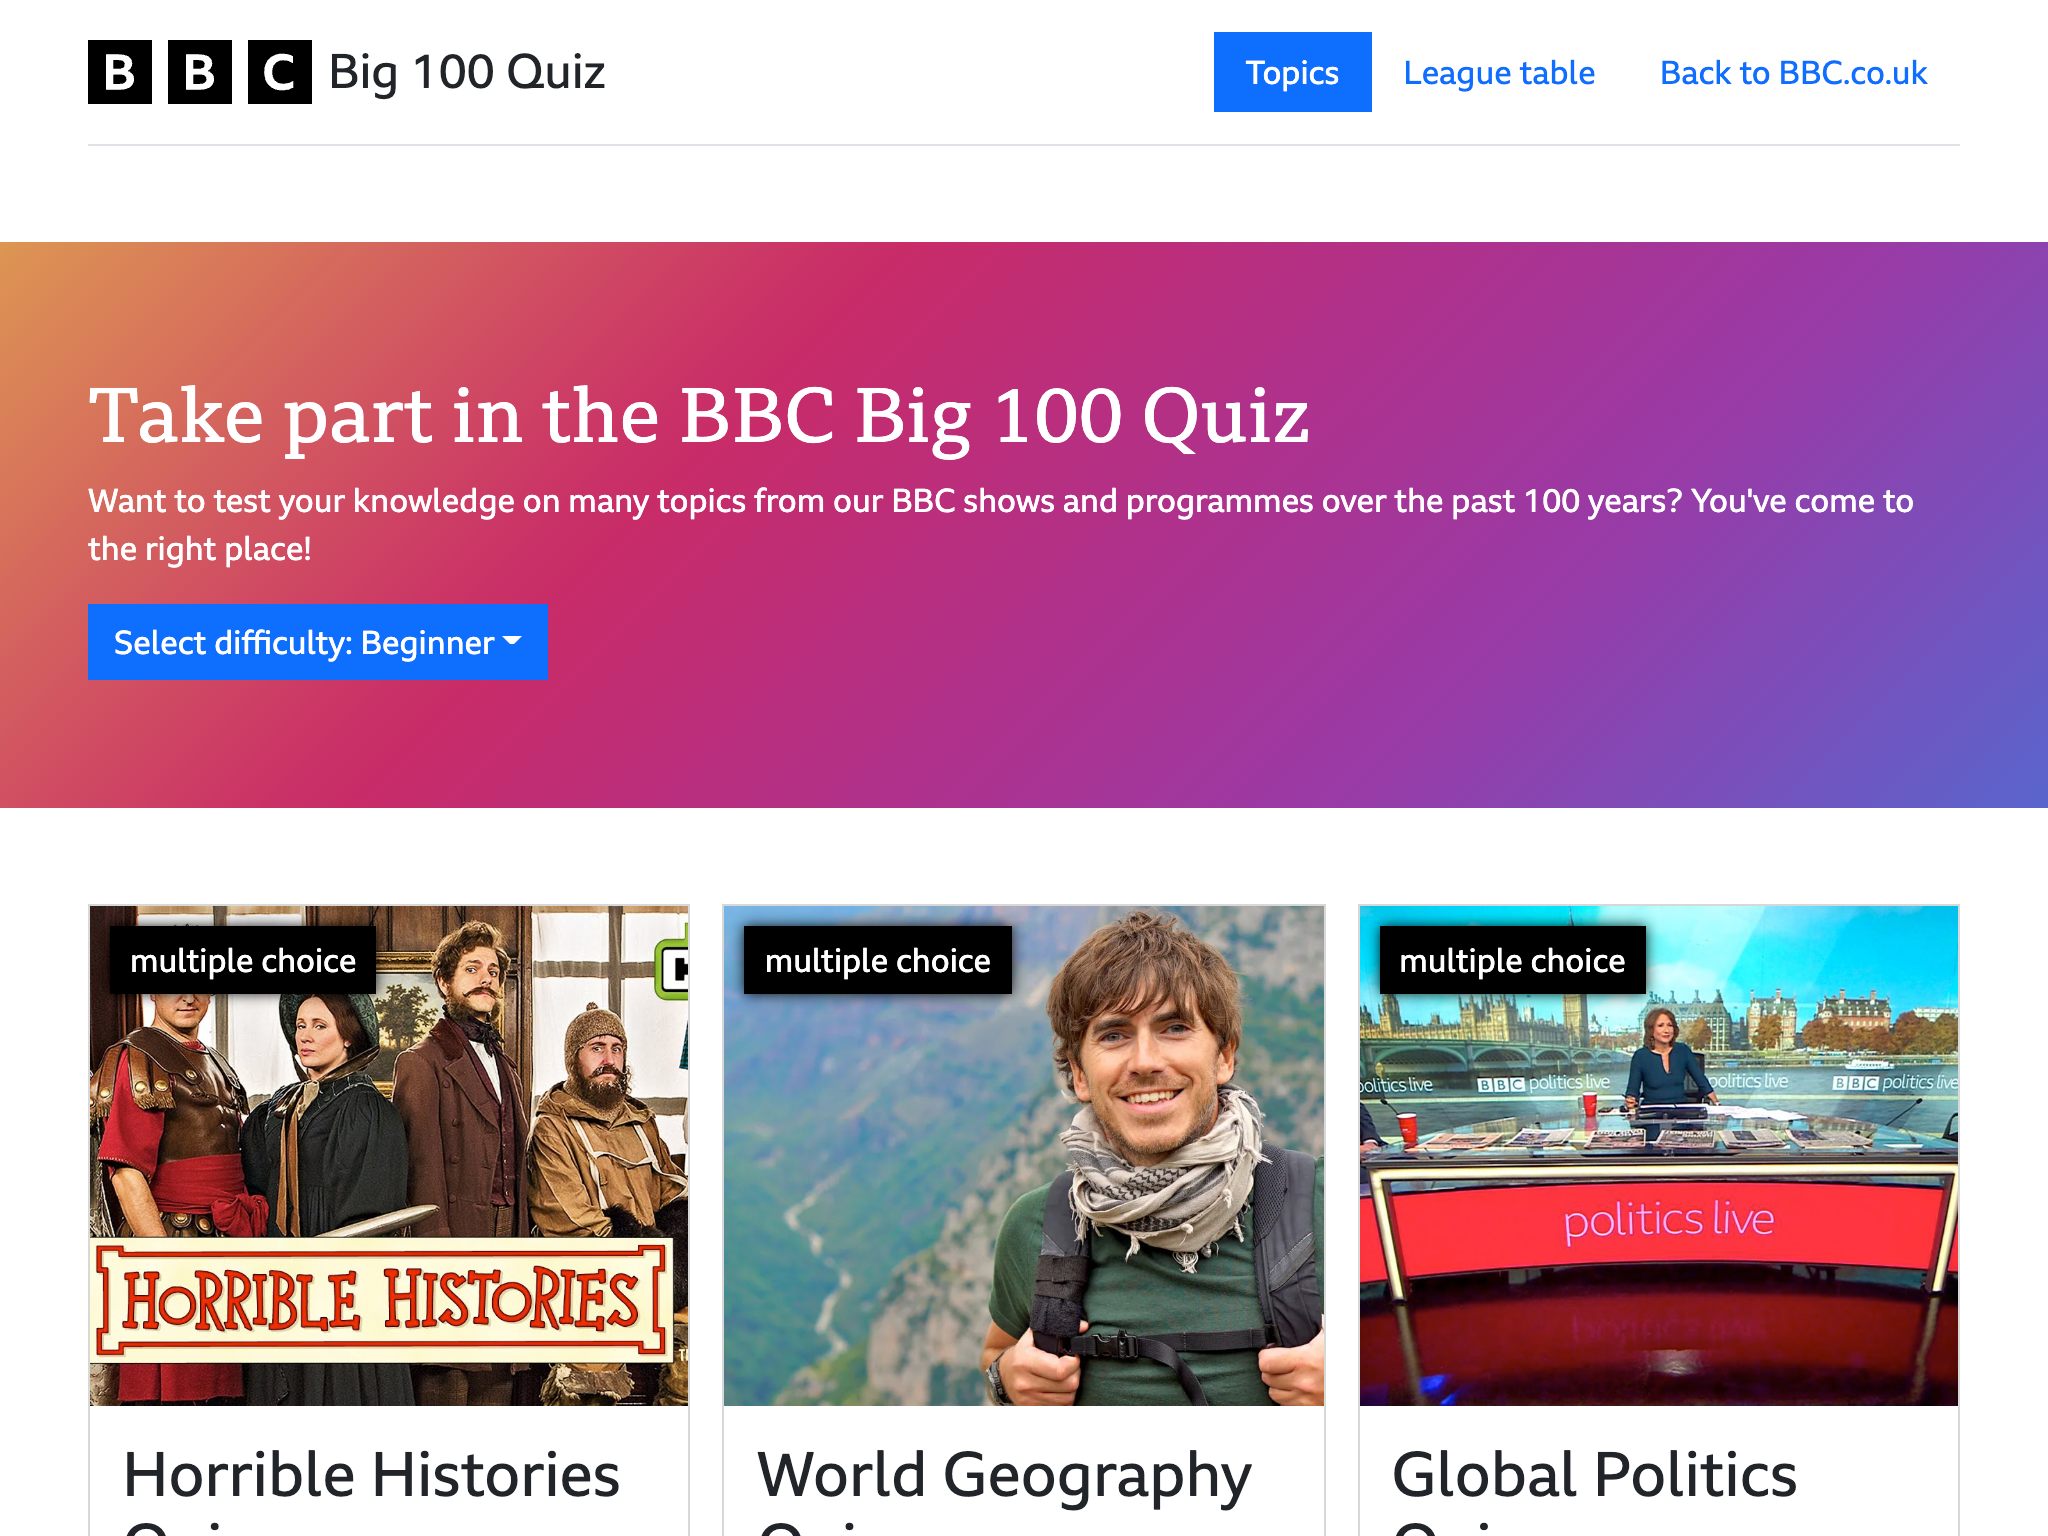 BBC Big 100 Quiz
Topics
League table
Back to BBC.co.uk
Take part in the BBC Big 100 Quiz
Want to test your knowledge on many topics from our BBC shows and programmes over the past 100 years? You've come to
the right place!
Select difficulty: Beginner
multiple choice
HORRIBLE HISTORIES
Horrible Histories
multiple choice
World Geography
multiple choice
politics live
BBC politics live
politics live
BBC politics live
politics live
Global Politics